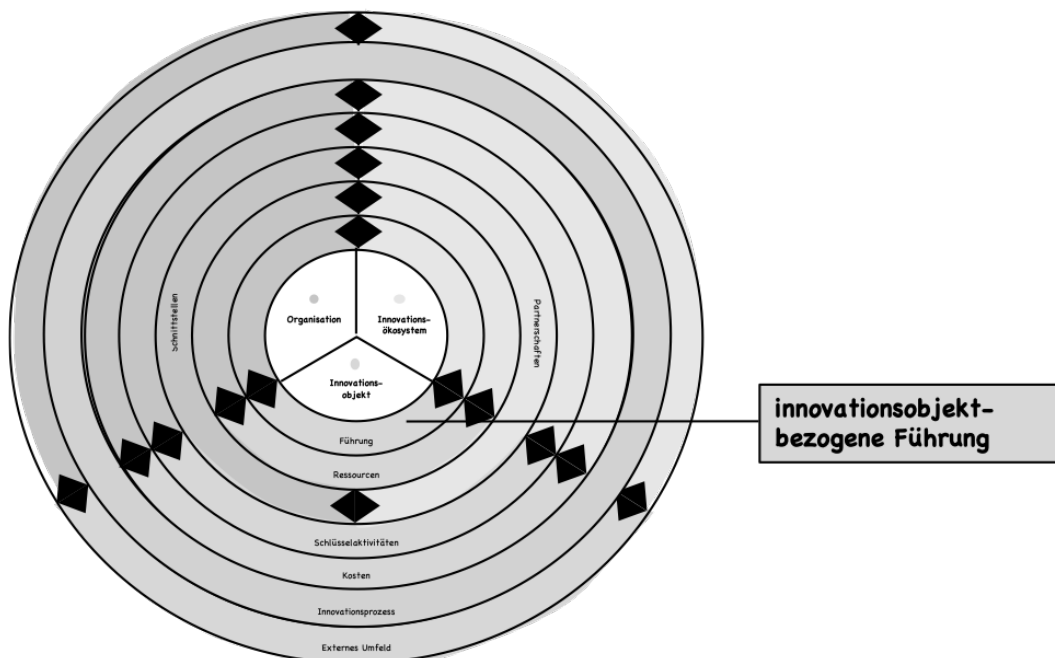 Schnittstellen
Partnerschaften
Organisation
Innovations-
ökosystem
Innovations-
objekt
Führung
Ressourcen
Schlüsselaktivitäten
Kosten
Innovationsprozess
Externes Umfeld
innovationsobjekt-
bezogene Führung